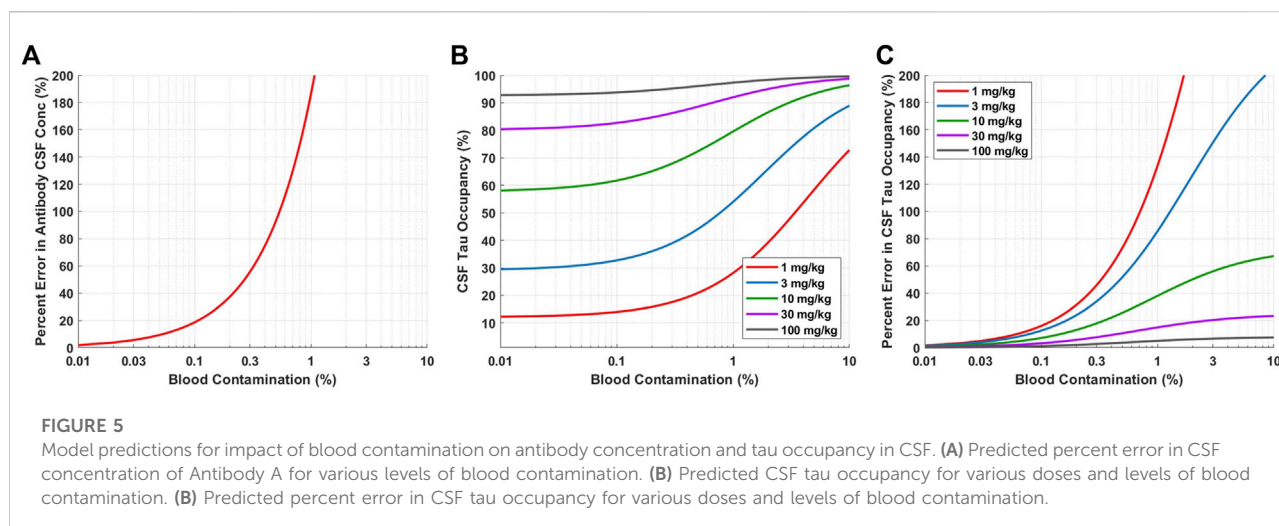 A
Percent Error in Antibody CSF Conc (%)
200
180
160
140
120
100
80
60
40
20
0
0.01
0.03
0.1
0.3
1
3
10
Blood Contamination (%)
B
CSF Tau Occupancy (%)
100
90
80
70
60
50
40
30
20
10
0.01
0.1
1
10
Blood Contamination (%)
1 mg/kg
3 mg/kg
10 mg/kg
30 mg/kg
100 mg/kg
C
Percent Error in CSF Tau Occupancy (%)
200
180
160
140
120
100
80
60
40
20
0
0.01
0.03
0.1
0.3
1
3
10
Blood Contamination (%)
1 mg/kg
3 mg/kg
10 mg/kg
30 mg/kg
100 mg/kg
FIGURE 5
Model predictions for impact of blood contamination on antibody concentration and tau occupancy in CSF. (A) Predicted percent error in CSF
concentration of Antibody A for various levels of blood contamination. (B) Predicted CSF tau occupancy for various doses and levels of blood
contamination. (B) Predicted percent error in CSF tau occupancy for various doses and levels of blood contamination.